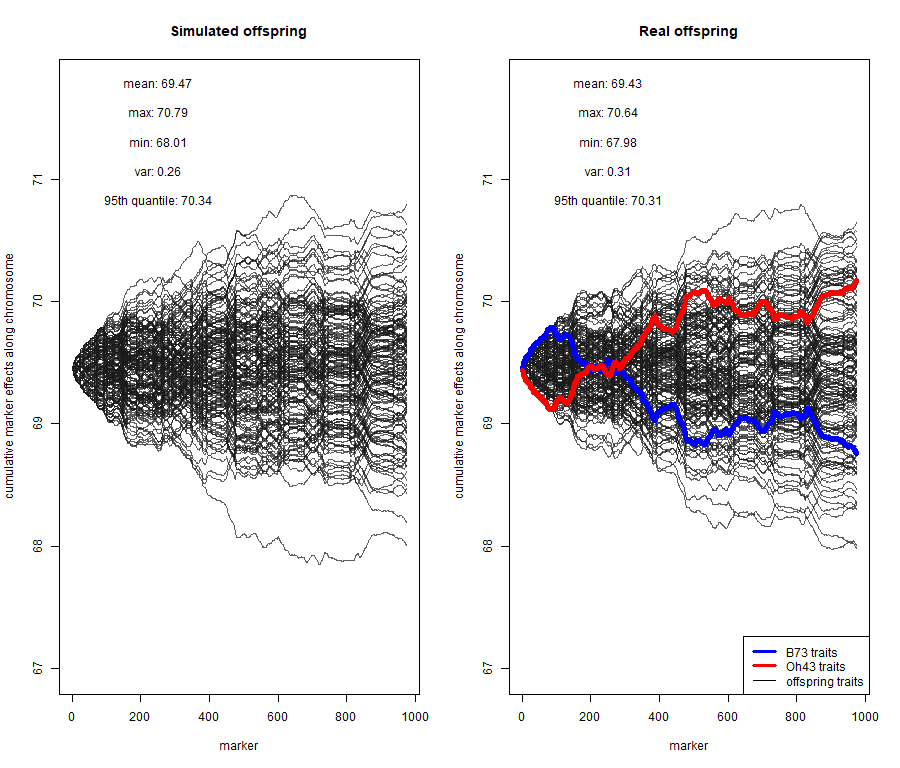 Simulated offspring
mean: 69.47
max: 70.79
min: 68.01
var: 0.26
95th quantile: 70.34
cumulative marker effects along chromosome
71
70
69
68
67
0 200 400 600 800 1000
marker
Real offspring
mean: 69.43
max: 70.64
min: 67.98
var: 0.31
95th quantile: 70.31
cumulative marker effects along chromosome
71
70
69
68
67
B73 traits
Oh43 traits
offspring traits
0 200 400 600 800 1000
marker